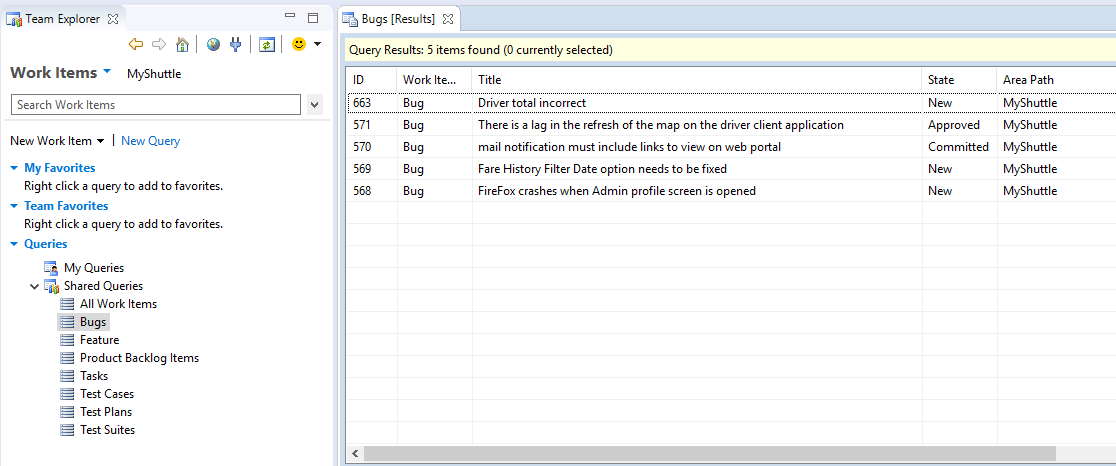 Team Explorer
Work Items MyShuttle
Search Work Items
New Work Item | New Query
My Favorites
Right click a query to add to favorites.
Team Favorites
Right click a query to add to favorites.
Queries
My Queries
Shared Queries
All Work Items
Bugs
Feature
Product Backlog Items
Tasks
Test Cases
Test Plans
Test Suites
Bugs [Results]
Query Results: 5 items found (0 currently selected)
ID Work Ite... Title State Area Path
663 Bug Driver total incorrect New MyShuttle
571 Bug There is a lag in the refresh of the map on the driver client application Approved MyShuttle
570 Bug mail notification must include links to view on web portal Committed MyShuttle
569 Bug Fare History Filter Date option needs to be fixed New MyShuttle
568 Bug FireFox crashes when Admin profile screen is opened New MyShuttle